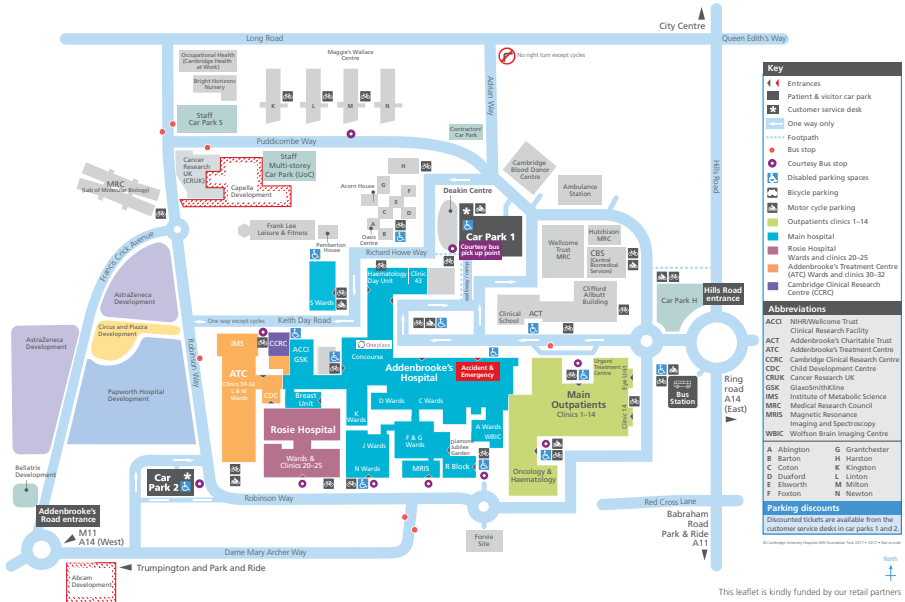 City Centre
Long Road
Queen Edith's Way
Maggie's Wallace
Centre
No right turn except cycles
Occupational Health
(Cambridge Health
at Work)
Bright Horizons
Nursery
Staff
Car Park 5
K
L
M
N
Adrian Way
Contractors'
Car Park
Puddicombe Way
Cancer
Research
UK
(CRUK)
Staff
Multi-storey
Car Park (UoC)
Capella
Development
MRC
(Lab of Molecular Biology)
H
G
F
E
C
D
A
B
Acorn House
Oasis
Centre
Deakin Centre
Cambridge
Blood Donor
Centre
Ambulance
Station
Hills Road
Frank Lee
Leisure & Fitness
Pemberton
House
Car Park 1
Courtesy bus
pick up point
Richard Howe Way
Wellcome
Trust
MRC
Hutchison
MRC
CBS
(Central
Biomedical
Services)
Francis Crick Avenue
Haematology
Day Unit
Clinic
43
S Wards
Clifford
Allbutt
Building
Clinical
School
ACT
Car Park H
Hills Road
entrance
AstraZeneca
Development
Circus and Piazza
Development
AstraZeneca
Development
Papworth Hospital
Development
One way except cycles
Keith Day Road
Robinson Way
IMS
CCRC
ACCI
GSK
Oneplace
Concourse
ATC
Clinics 30–32
L & M
Wards
CDC
Breast
Unit
Addenbrooke's
Hospital
Accident &
Emergency
Urgent
Treatment
Centre
Eye Unit
Main
Outpatients
Clinics 1–14
Clinic 14
Bus
Station
Ring
road
A14
(East)
D Wards
C Wards
K
Wards
Rosie Hospital
Wards &
Clinics 20–25
J Wards
F & G
Wards
A Wards
WBIC
Diamond
Jubilee
Garden
N Wards
MRIS
R Block
Oncology &
Haematology
Bellatrix
Development
Car
Park 2
Robinson Way
Addenbrooke's
Road entrance
M11
A14 (West)
Dame Mary Archer Way
Forvie
Site
Red Cross Lane
Babraham
Road
Park & Ride
A11
Abcam
Development
Trumpington and Park and Ride
Key
Entrances
Patient & visitor car park
Customer service desk
One way only
Footpath
Bus stop
Courtesy Bus stop
Disabled parking spaces
Bicycle parking
Motor cycle parking
Outpatients clinics 1–14
Main hospital
Rosie Hospital
Wards and clinics 20–25
Addenbrooke's Treatment Centre
(ATC) Wards and clinics 30–32
Cambridge Clinical Research Centre
(CCRC)
Abbreviations
ACCI NIHR/Wellcome Trust
Clinical Research Facility
ACT Addenbrooke's Charitable Trust
ATC Addenbrooke's Treatment Centre
CCRC Cambridge Clinical Research Centre
CDC Child Development Centre
CRUK Cancer Research UK
GSK GlaxoSmithKline
IMS Institute of Metabolic Science
MRC Medical Research Council
MRIS Magnetic Resonance
Imaging and Spectroscopy
WBIC Wolfson Brain Imaging Centre
A Abington G Grantchester
B Barton H Harston
C Coton K Kingston
D Duxford L Linton
E Elsworth M Milton
F Foxton N Newton
Parking discounts
Discounted tickets are available from the
customer service desks in car parks 1 and 2.
North
This leaflet is kindly funded by our retail partners